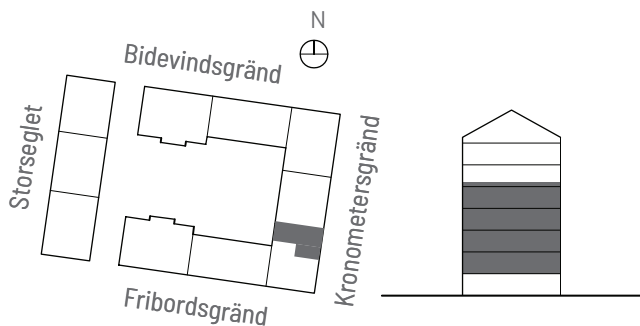 N
Bidevindsgränd
Storseglet
Kronometersgränd
Fribordsgränd